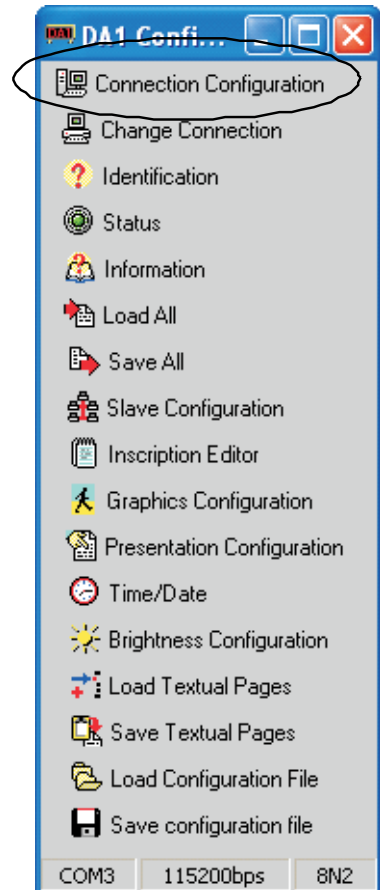 DA1 DA1 Confi...
Connection Configuration
Change Connection
Identification
Status
Information
Load All
Save All
Slave Configuration
Inscription Editor
Graphics Configuration
Presentation Configuration
Time/Date
Brightness Configuration
Load Textual Pages
Save Textual Pages
Load Configuration File
Save configuration file
COM3 115200bps 8N2